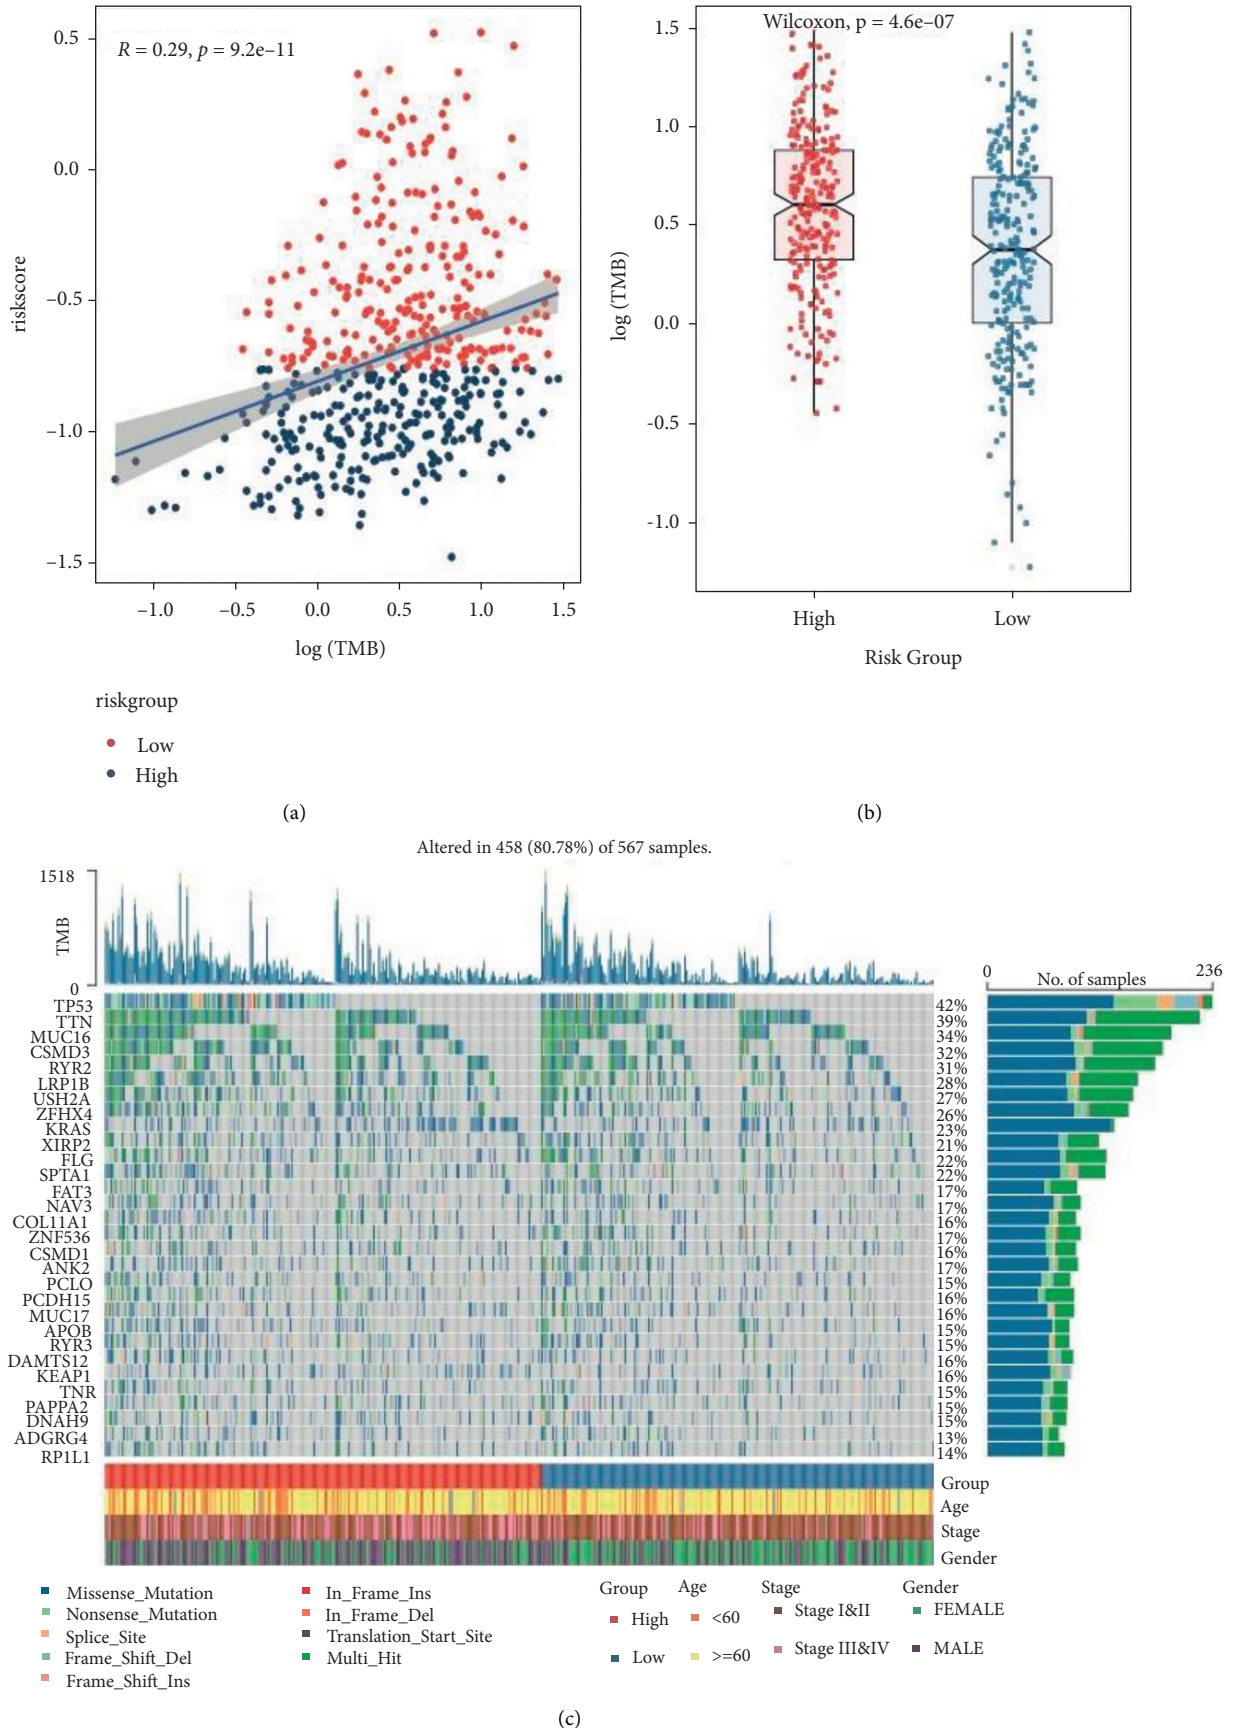 R = 0.29, p = 9.2e–11
0.5
0.0
–0.5
–1.0
–1.5
riskscore
–1.0
–0.5
0.0
0.5
1.0
1.5
log (TMB)
riskgroup
Low
High
(a)
Wilcoxon, p = 4.6e–07
1.5
1.0
0.5
0.0
-0.5
-1.0
log (TMB)
High
Low
Risk Group
(b)
Altered in 458 (80.78%) of 567 samples.
1518
TMB
0
0
No. of samples
236
TP53
TTN
MUC16
CSMD3
RYR2
LRP1B
USH2A
ZFHX4
KRAS
XIRP2
FLG
SPTA1
FAT3
NAV3
COL11A1
ZNF536
CSMD1
ANK2
PCLO
PCDH15
MUC17
APOB
RYR3
DAMTS12
KEAP1
TNR
PAPPA2
DNAH9
ADGRG4
RP1L1
42%
39%
34%
32%
31%
28%
27%
26%
23%
21%
22%
22%
17%
17%
16%
17%
16%
17%
15%
16%
16%
15%
15%
16%
16%
15%
15%
15%
13%
14%
Group
Age
Stage
Gender
Missense_Mutation
Nonsense_Mutation
Splice_Site
Frame_Shift_Del
Frame_Shift_Ins
In_Frame_Ins
In_Frame_Del
Translation_Start_Site
Multi_Hit
Group
High
Low
Age
<60
>=60
Stage
Stage I&II
Stage III&IV
Gender
FEMALE
MALE
(c)